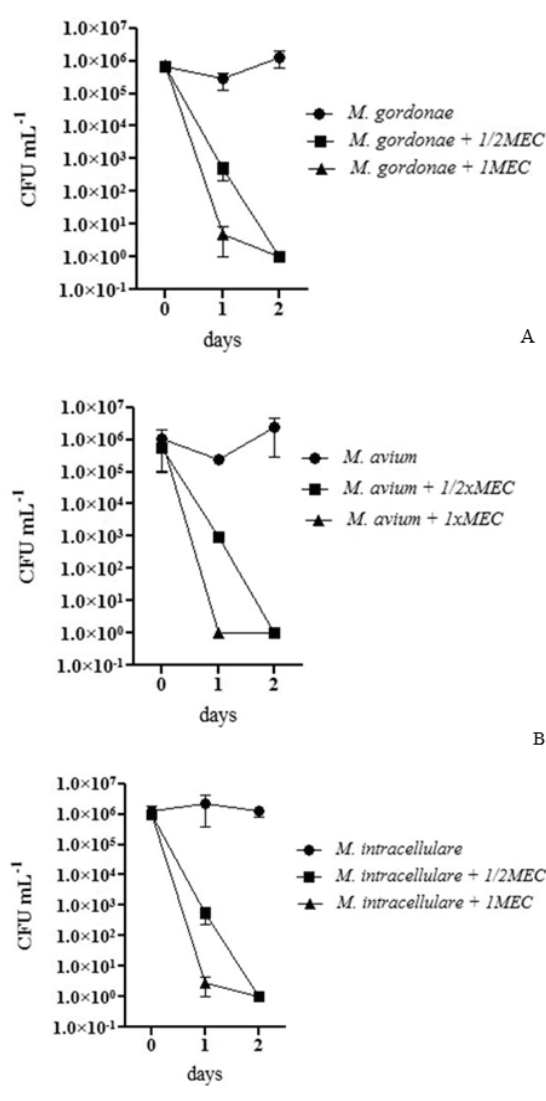 1.0×10⁷
1.0×10⁶
1.0×10⁵
1.0×10⁴
1.0×10³
1.0×10²
1.0×10¹
1.0×10⁰
1.0×10⁻¹
CFU mL⁻¹
0 1 2
days
M. gordonae
M. gordonae + 1/2MEC
M. gordonae + 1MEC
A
1.0×10⁷
1.0×10⁶
1.0×10⁵
1.0×10⁴
1.0×10³
1.0×10²
1.0×10¹
1.0×10⁰
1.0×10⁻¹
CFU mL⁻¹
0 1 2
days
M. avium
M. avium + 1/2xMEC
M. avium + 1xMEC
B
1.0×10⁷
1.0×10⁶
1.0×10⁵
1.0×10⁴
1.0×10³
1.0×10²
1.0×10¹
1.0×10⁰
1.0×10⁻¹
CFU mL⁻¹
0 1 2
days
M. intracellulare
M. intracellulare + 1/2MEC
M. intracellulare + 1MEC